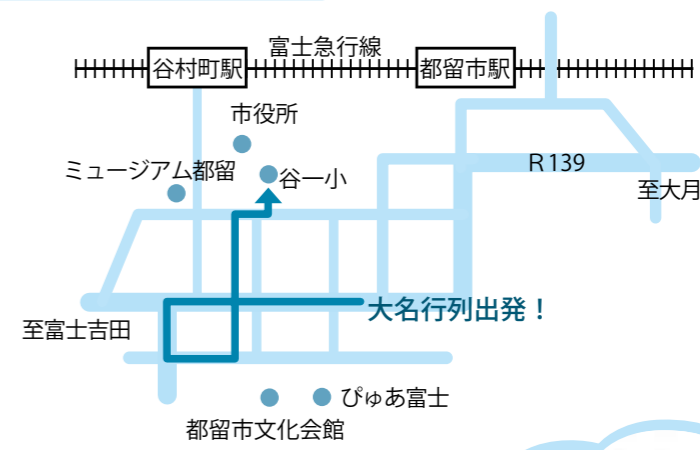 富士急行線
谷村町駅
都留市駅
市役所
ミュージアム都留
谷一小
R139
至大月
大名行列出発！
至富士吉田
ぴゅあ富士
都留市文化会館